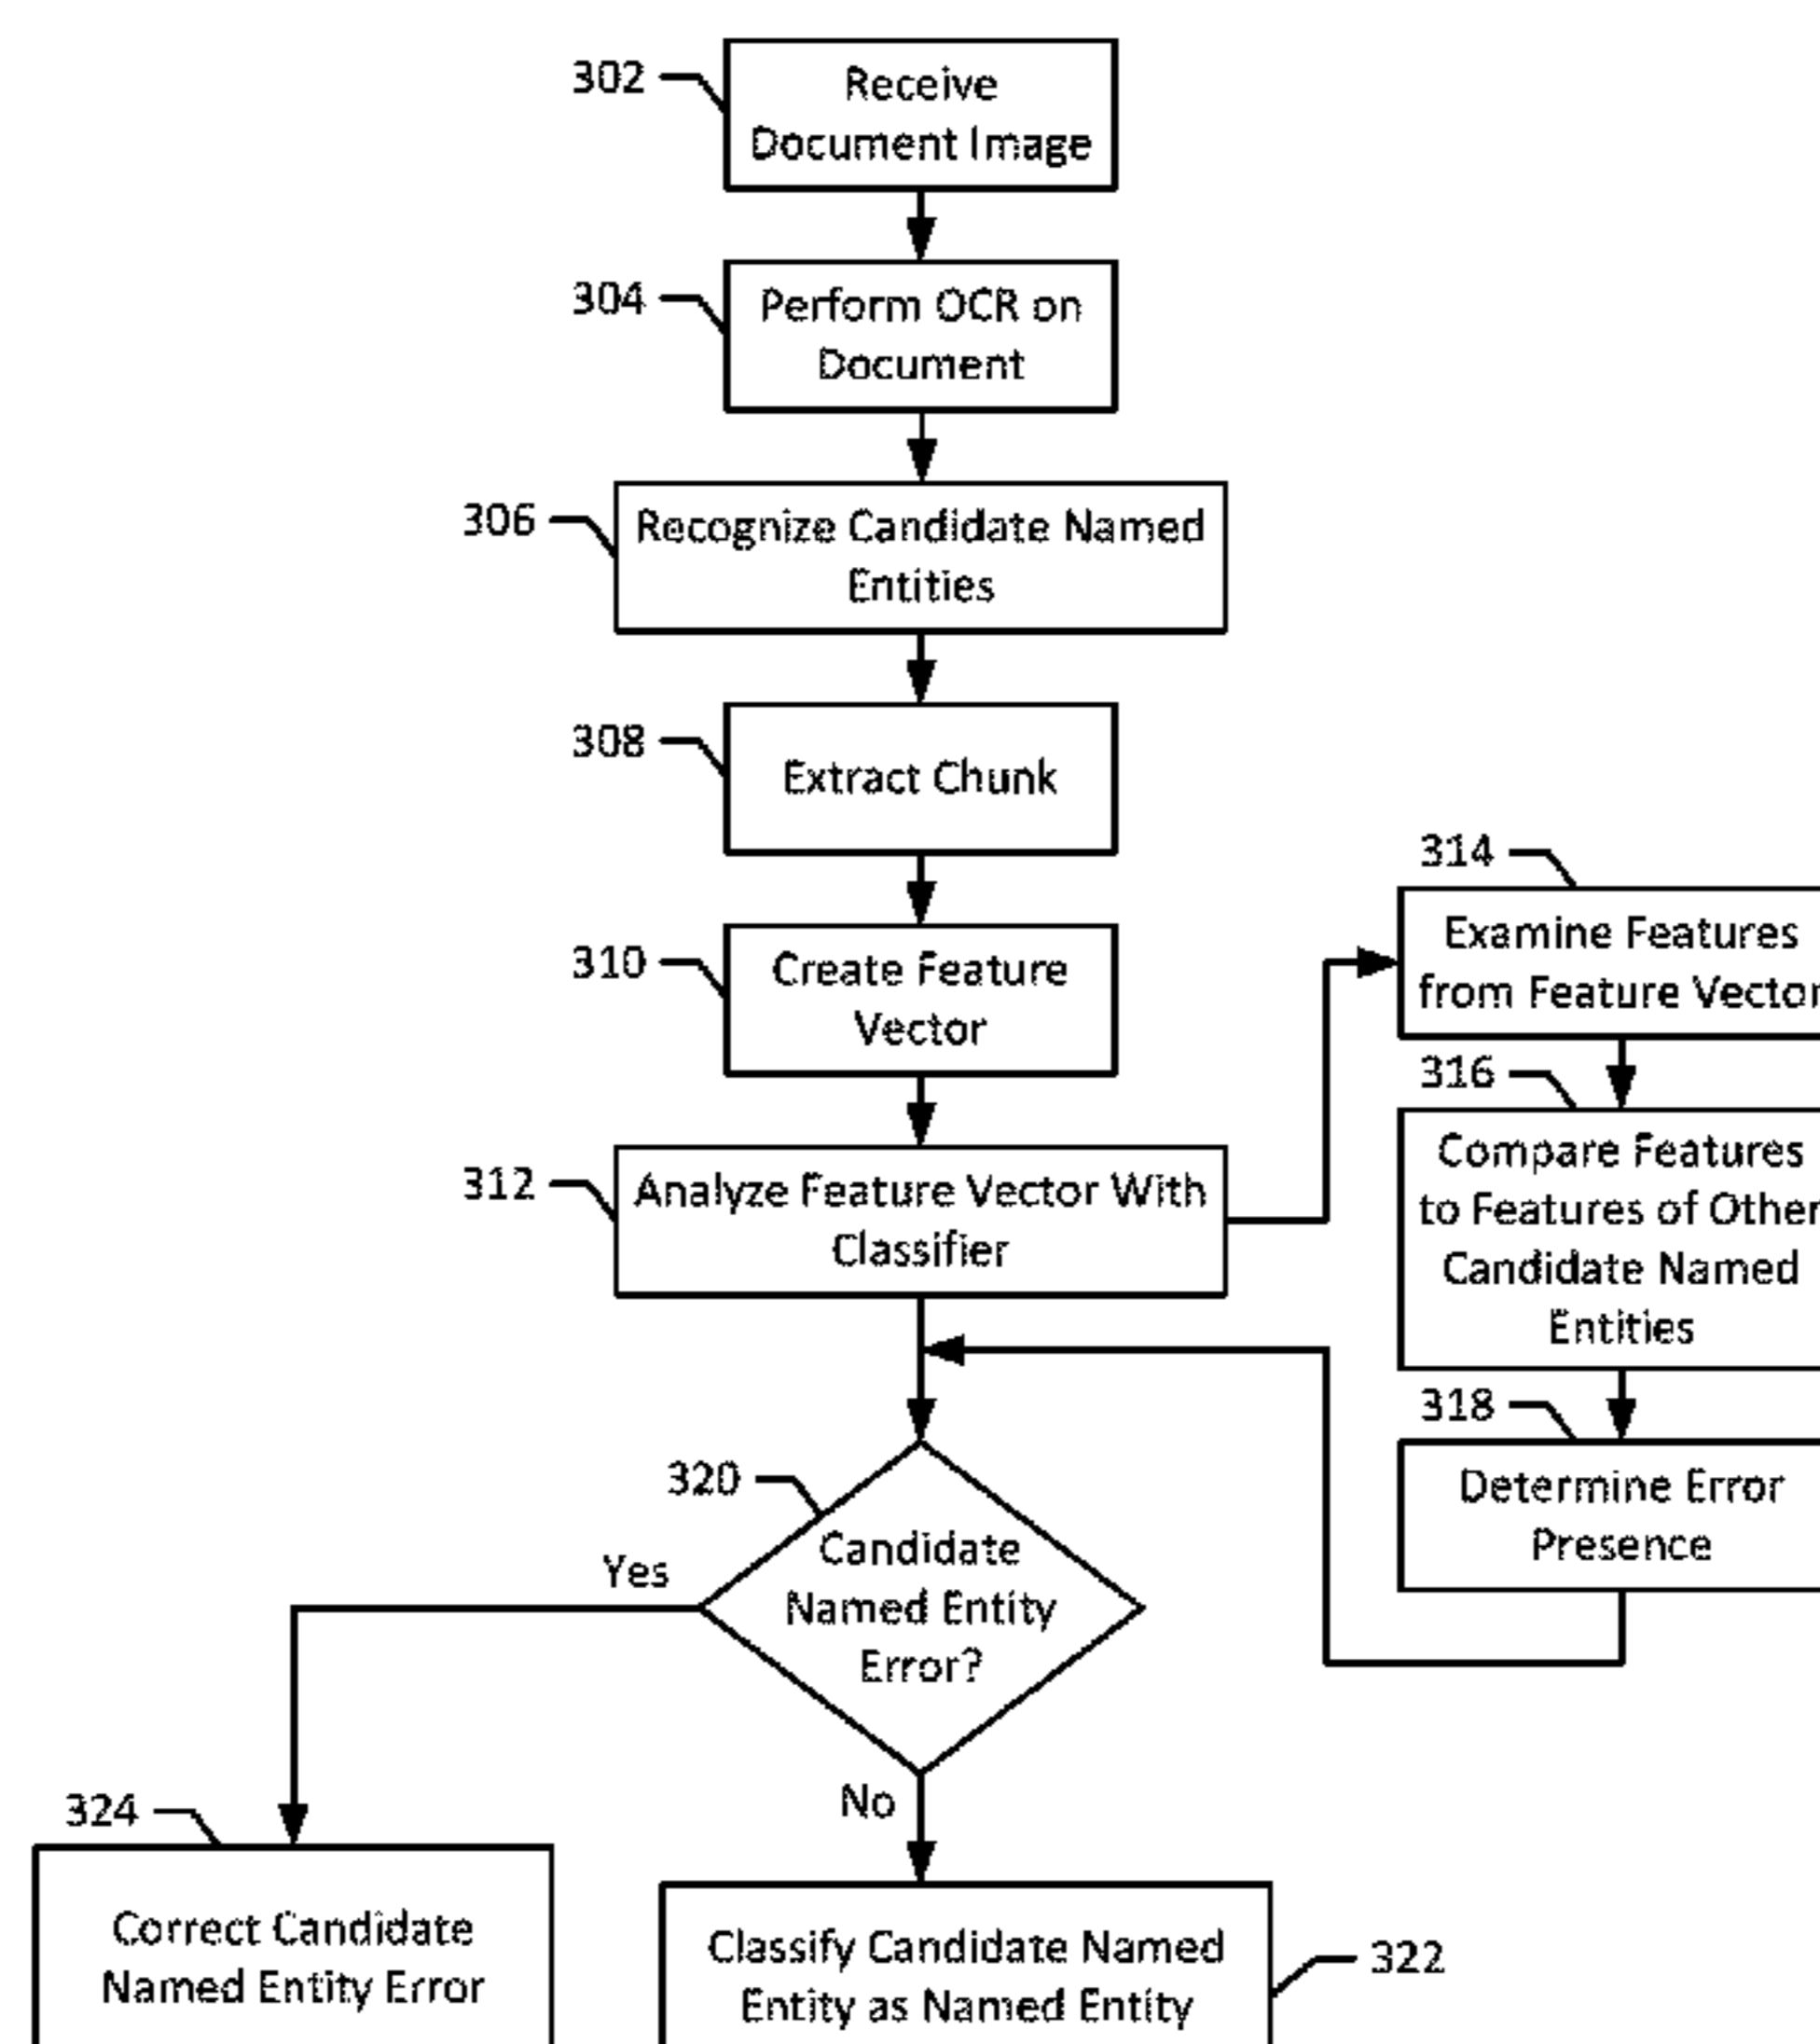 302
Receive
Document Image
304
Perform OCR on
Document
306
Recognize Candidate Named
Entities
308
Extract Chunk
310
Create Feature
Vector
312
Analyze Feature Vector With
Classifier
314
Examine Features
from Feature Vector
316
Compare Features
to Features of Other
Candidate Named
Entities
318
Determine Error
Presence
320
Candidate
Named Entity
Error?
Yes
No
324
Correct Candidate
Named Entity Error
Classify Candidate Named
Entity as Named Entity
322